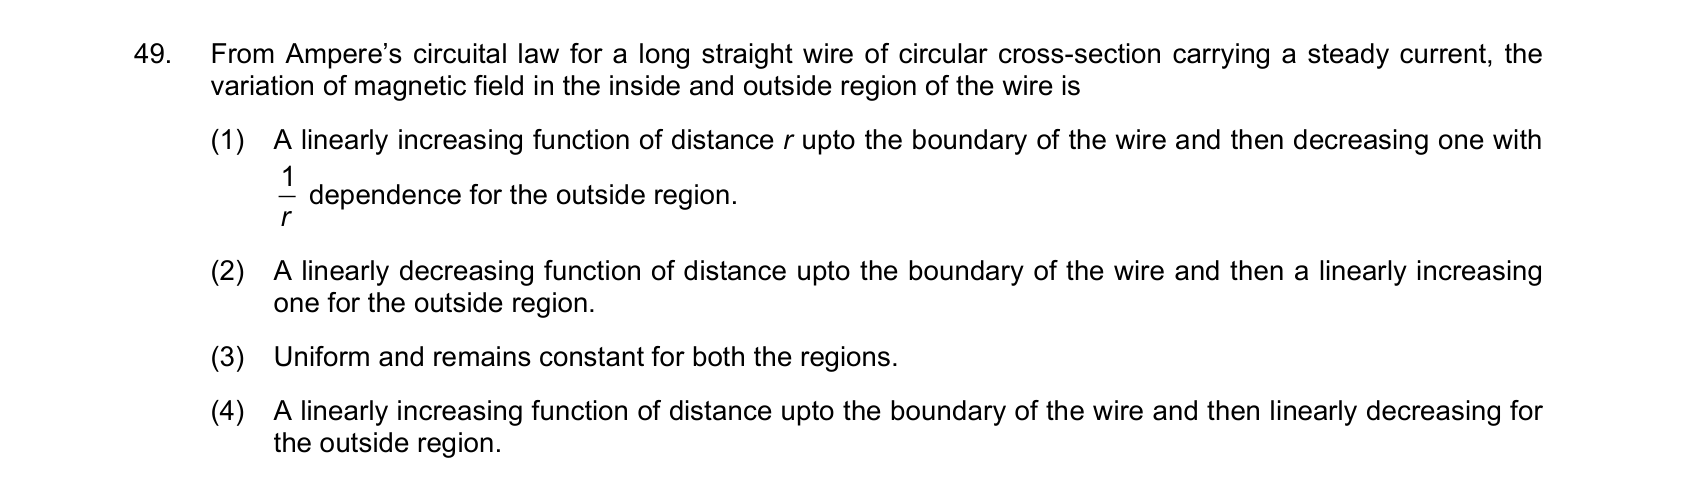 49. From Ampere’s circuital law for a long straight wire of circular cross-section carrying a steady current, the
variation of magnetic field in the inside and outside region of the wire is
(1) A linearly increasing function of distance r upto the boundary of the wire and then decreasing one with
1/r dependence for the outside region.
(2) A linearly decreasing function of distance upto the boundary of the wire and then a linearly increasing
one for the outside region.
(3) Uniform and remains constant for both the regions.
(4) A linearly increasing function of distance upto the boundary of the wire and then linearly decreasing for
the outside region.